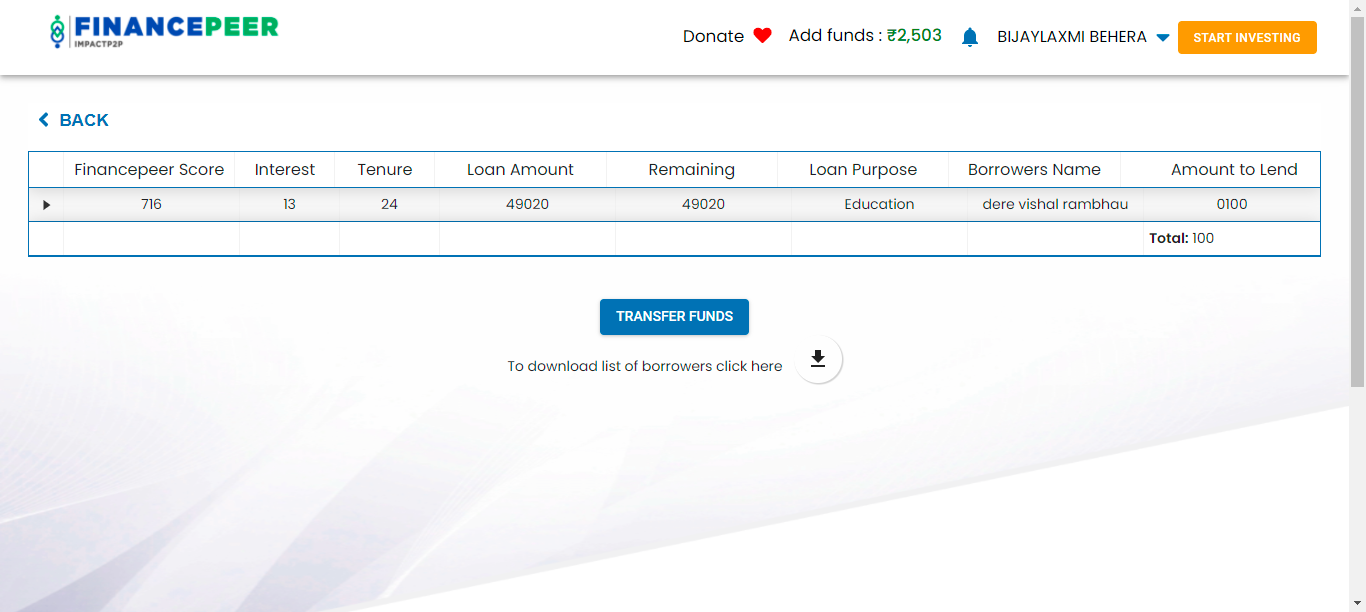 FINANCEPEER
IMPACTP2P
Donate Add funds : ₹2,503 BIJAYLAXMI BEHERA START INVESTING
BACK
Financepeer Score Interest Tenure Loan Amount Remaining Loan Purpose Borrowers Name Amount to Lend
716 13 24 49020 49020 Education dere vishal rambhau 0100
Total: 100
TRANSFER FUNDS
To download list of borrowers click here